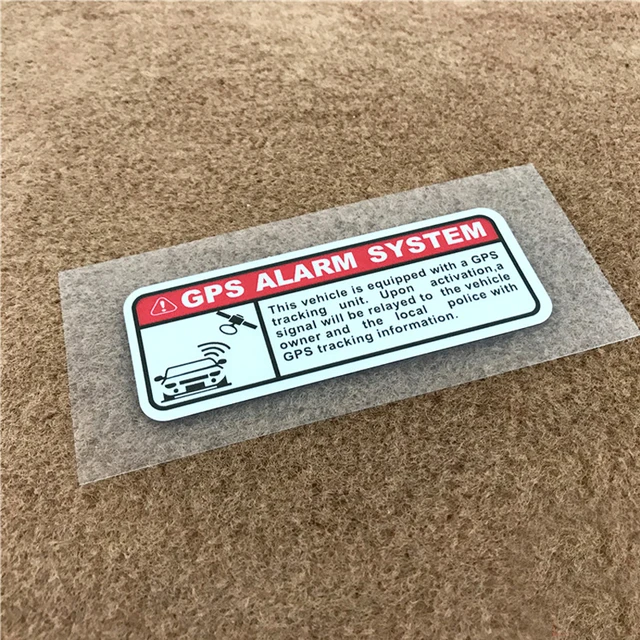 GPS ALARM SYSTEM
This vehicle is equipped with a GPS
tracking unit. Upon activation,a
signal will be relayed to the vehicle
owner and the local police with
GPS tracking information.